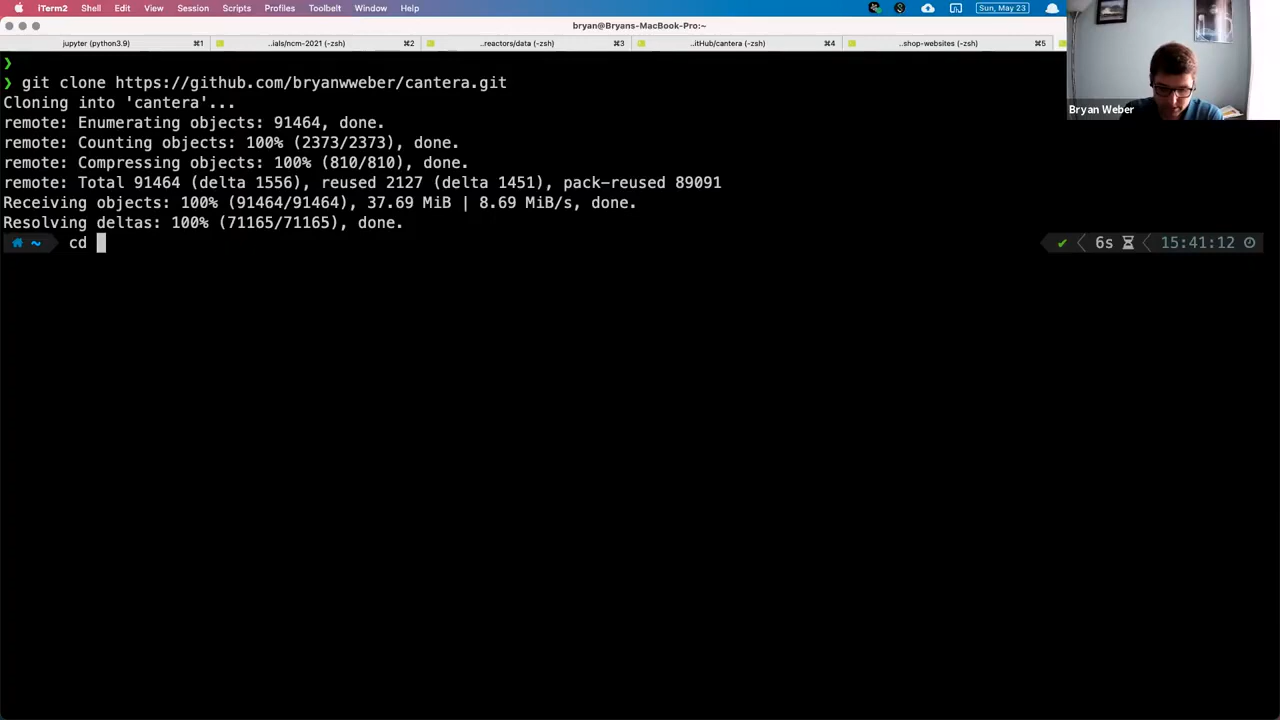 iTerm2 Shell Edit View Session Scripts Profiles Toolbelt Window Help Sun, May 23
bryan@Bryans-MacBook-Pro:~
jupyter (python3.9) ⌘1 ..ials/ncm-2021 (-zsh) ⌘2 ..reactors/data (-zsh) ⌘3 ..itHub/cantera (-zsh) ⌘4 ..shop-websites (-zsh) ⌘5
❯
❯ git clone https://github.com/bryanwweber/cantera.git
Cloning into 'cantera'...
remote: Enumerating objects: 91464, done.
remote: Counting objects: 100% (2373/2373), done.
remote: Compressing objects: 100% (810/810), done.
remote: Total 91464 (delta 1556), reused 2127 (delta 1451), pack-reused 89091
Receiving objects: 100% (91464/91464), 37.69 MiB | 8.69 MiB/s, done.
Resolving deltas: 100% (71165/71165), done.
~ cd ✔ 6s 15:41:12
Bryan Weber